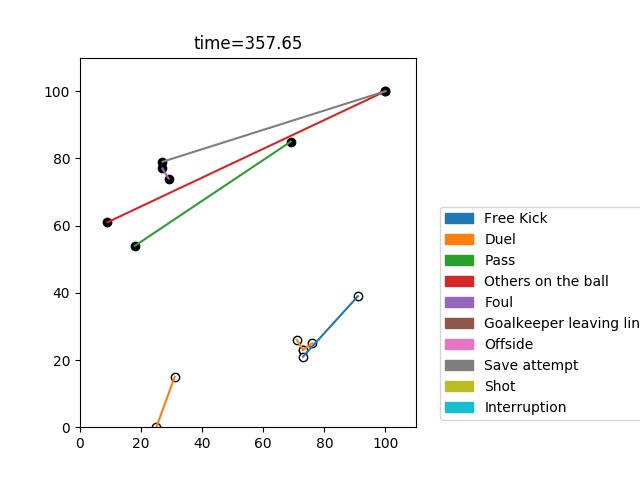 time=357.65
100
80
60
40
20
0
0 20 40 60 80 100
Free Kick
Duel
Pass
Others on the ball
Foul
Goalkeeper leaving lin
Offside
Save attempt
Shot
Interruption